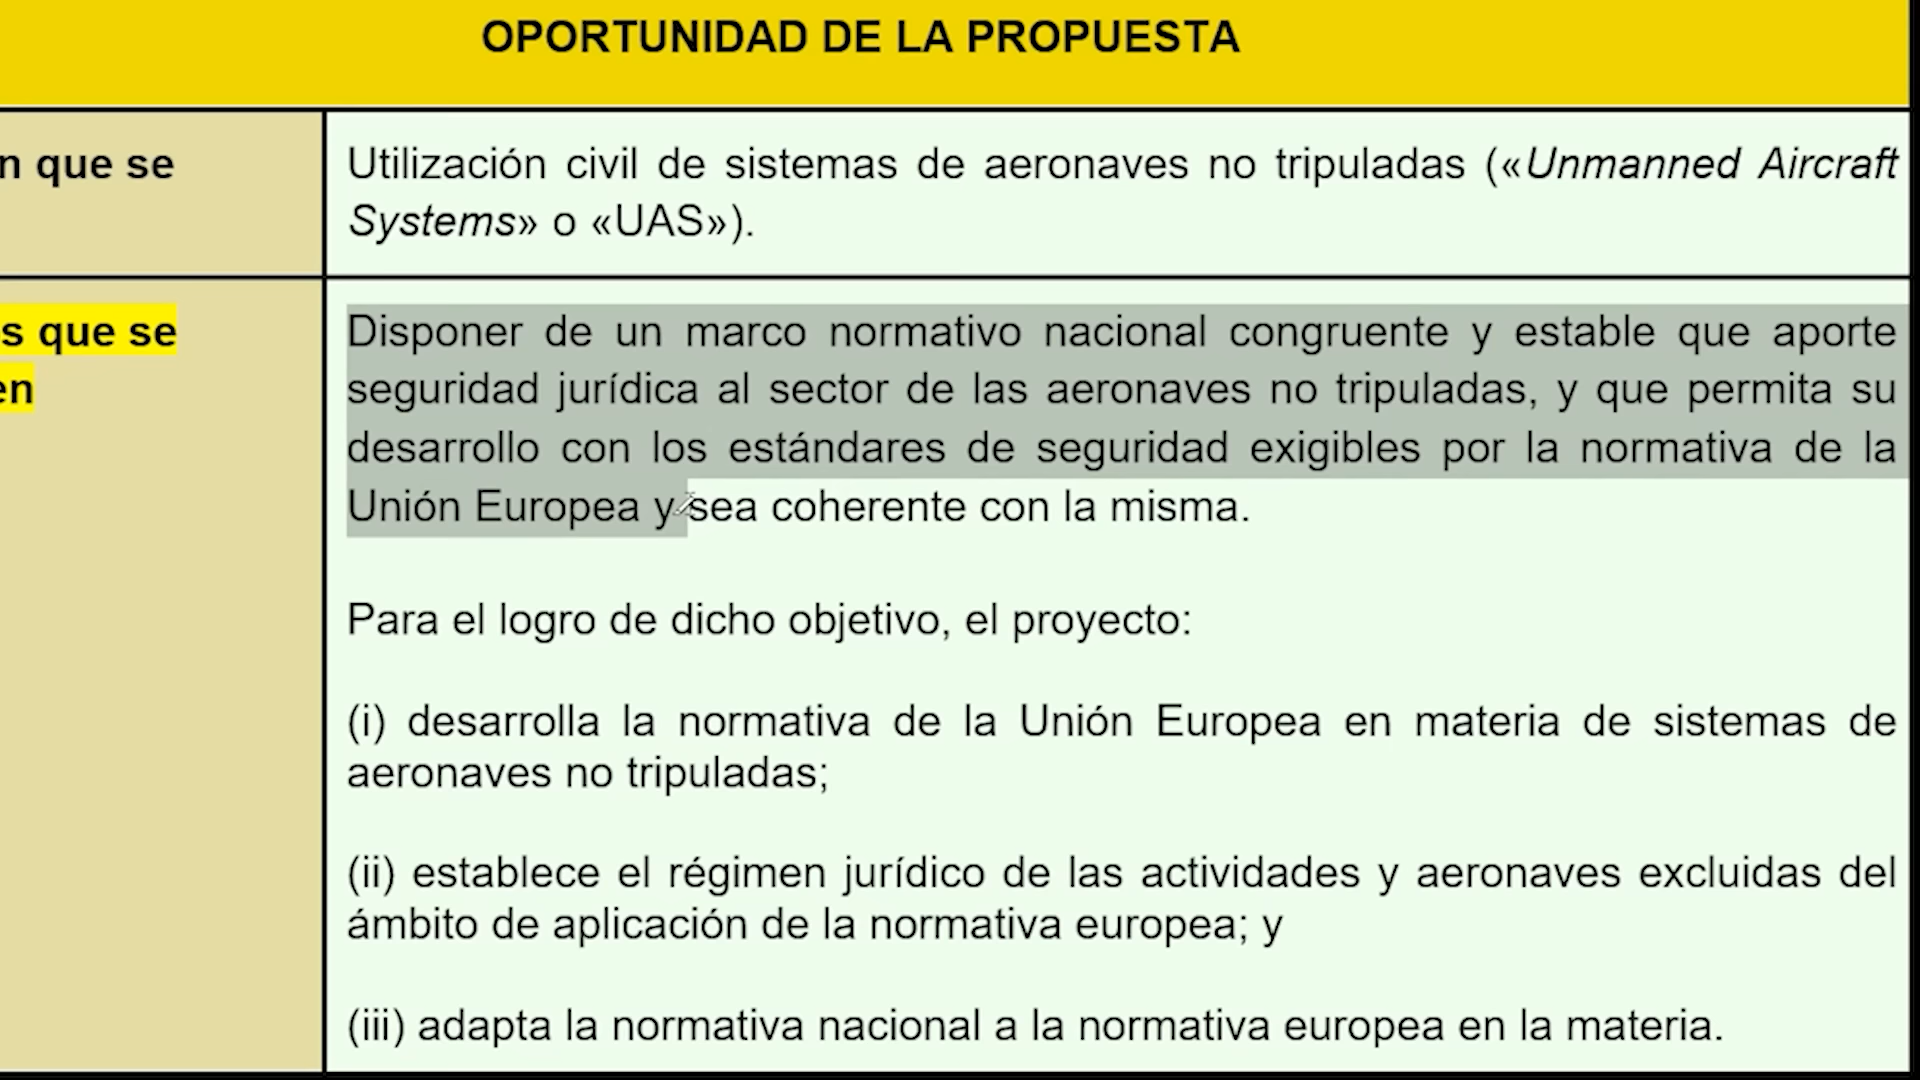 OPORTUNIDAD DE LA PROPUESTA
n que se
Utilización civil de sistemas de aeronaves no tripuladas («Unmanned Aircraft
Systems» o «UAS»).
s que se
en
Disponer de un marco normativo nacional congruente y estable que aporte
seguridad jurídica al sector de las aeronaves no tripuladas, y que permita su
desarrollo con los estándares de seguridad exigibles por la normativa de la
Unión Europea y sea coherente con la misma.
Para el logro de dicho objetivo, el proyecto:
(i) desarrolla la normativa de la Unión Europea en materia de sistemas de
aeronaves no tripuladas;
(ii) establece el régimen jurídico de las actividades y aeronaves excluidas del
ámbito de aplicación de la normativa europea; y
(iii) adapta la normativa nacional a la normativa europea en la materia.